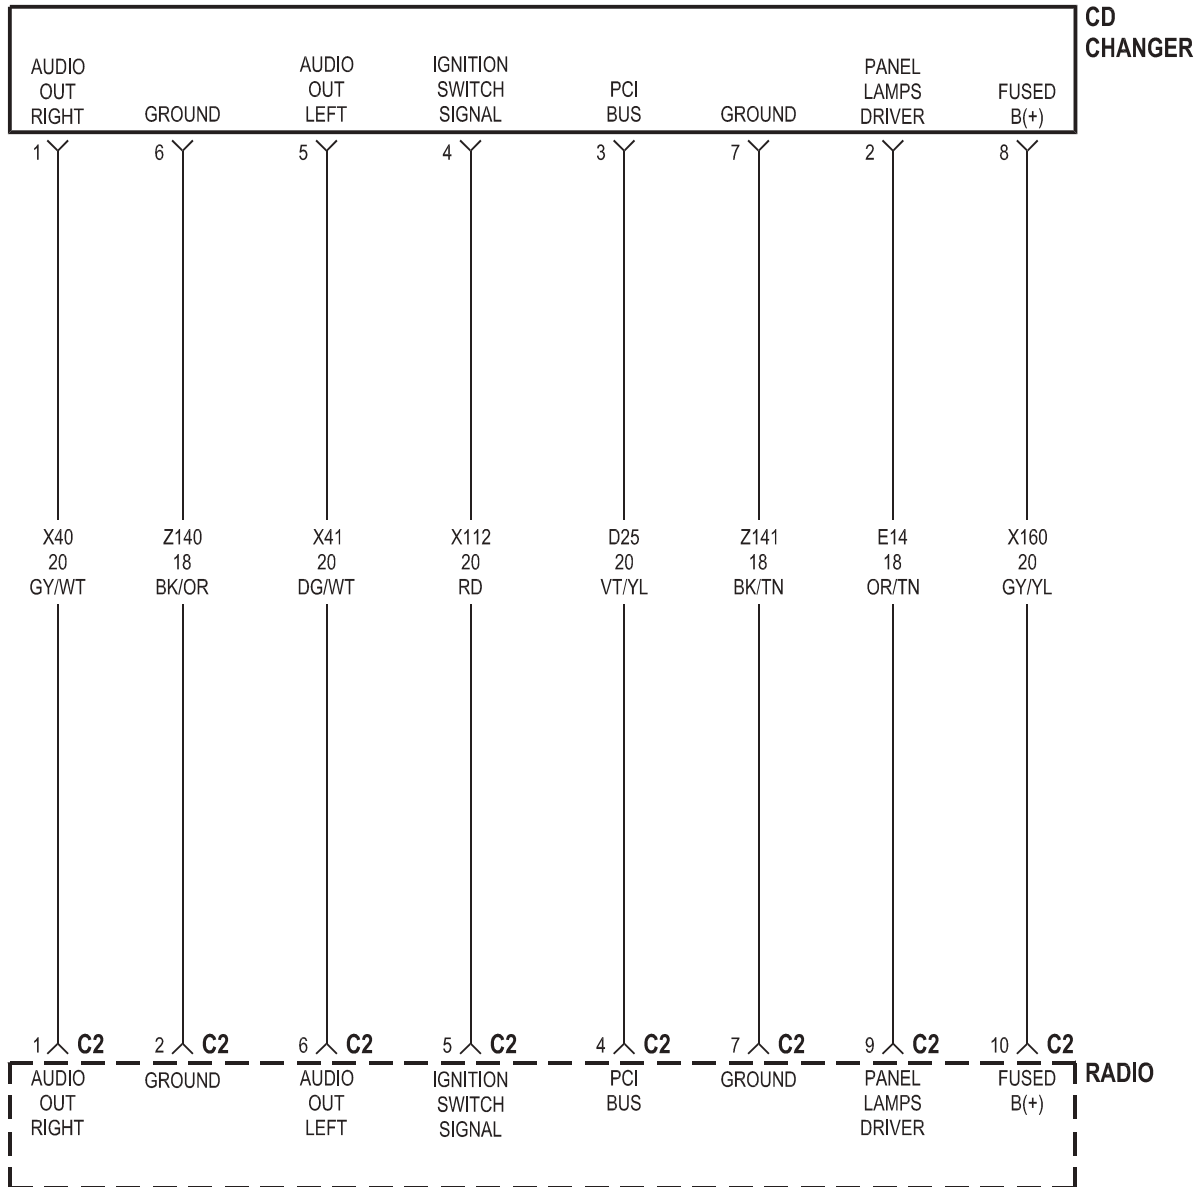 CD
CHANGER
AUDIO
OUT
RIGHT
GROUND
AUDIO
OUT
LEFT
IGNITION
SWITCH
SIGNAL
PCI
BUS
GROUND
PANEL
LAMPS
DRIVER
FUSED
B(+)
1 6 5 4 3 7 2 8
X40
20
GY/WT
Z140
18
BK/OR
X41
20
DG/WT
X112
20
RD
D25
20
VT/YL
Z141
18
BK/TN
E14
18
OR/TN
X160
20
GY/YL
1 C2 2 C2 6 C2 5 C2 4 C2 7 C2 9 C2 10 C2
RADIO
AUDIO
OUT
RIGHT
GROUND
AUDIO
OUT
LEFT
IGNITION
SWITCH
SIGNAL
PCI
BUS
GROUND
PANEL
LAMPS
DRIVER
FUSED
B(+)